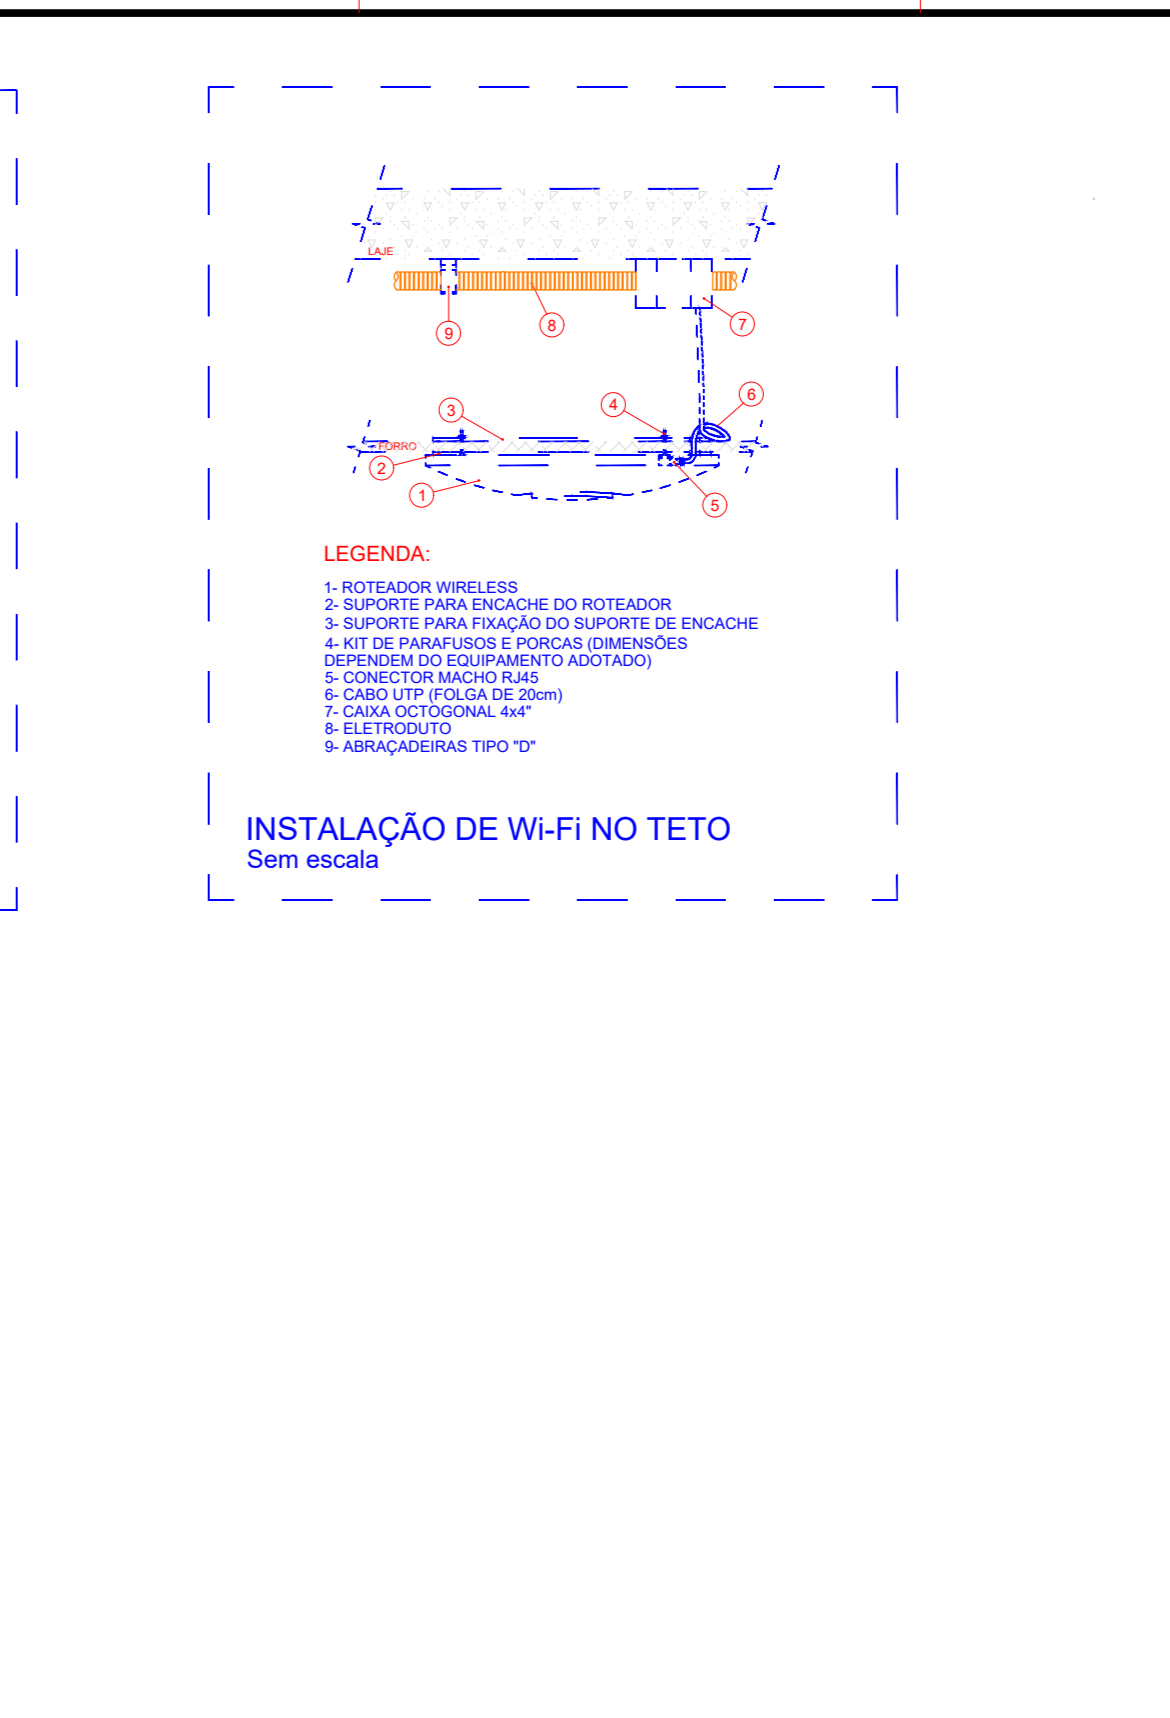 LAJE
9
8
7
6
4
3
FORRO
2
1
5
LEGENDA:
1- ROTEADOR WIRELESS
2- SUPORTE PARA ENCACHE DO ROTEADOR
3- SUPORTE PARA FIXAÇÃO DO SUPORTE DE ENCACHE
4- KIT DE PARAFUSOS E PORCAS (DIMENSÕES
DEPENDEM DO EQUIPAMENTO ADOTADO)
5- CONECTOR MACHO RJ45
6- CABO UTP (FOLGA DE 20cm)
7- CAIXA OCTOGONAL 4x4"
8- ELETRODUTO
9- ABRAÇADEIRAS TIPO "D"
INSTALAÇÃO DE Wi-Fi NO TETO
Sem escala